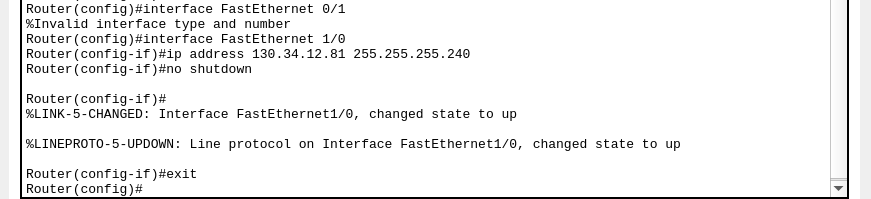 Router(config)#interface FastEthernet 0/1
%Invalid interface type and number
Router(config)#interface FastEthernet 1/0
Router(config-if)#ip address 130.34.12.81 255.255.255.240
Router(config-if)#no shutdown
Router(config-if)#
%LINK-5-CHANGED: Interface FastEthernet1/0, changed state to up
%LINEPROTO-5-UPDOWN: Line protocol on Interface FastEthernet1/0, changed state to up
Router(config-if)#exit
Router(config)#